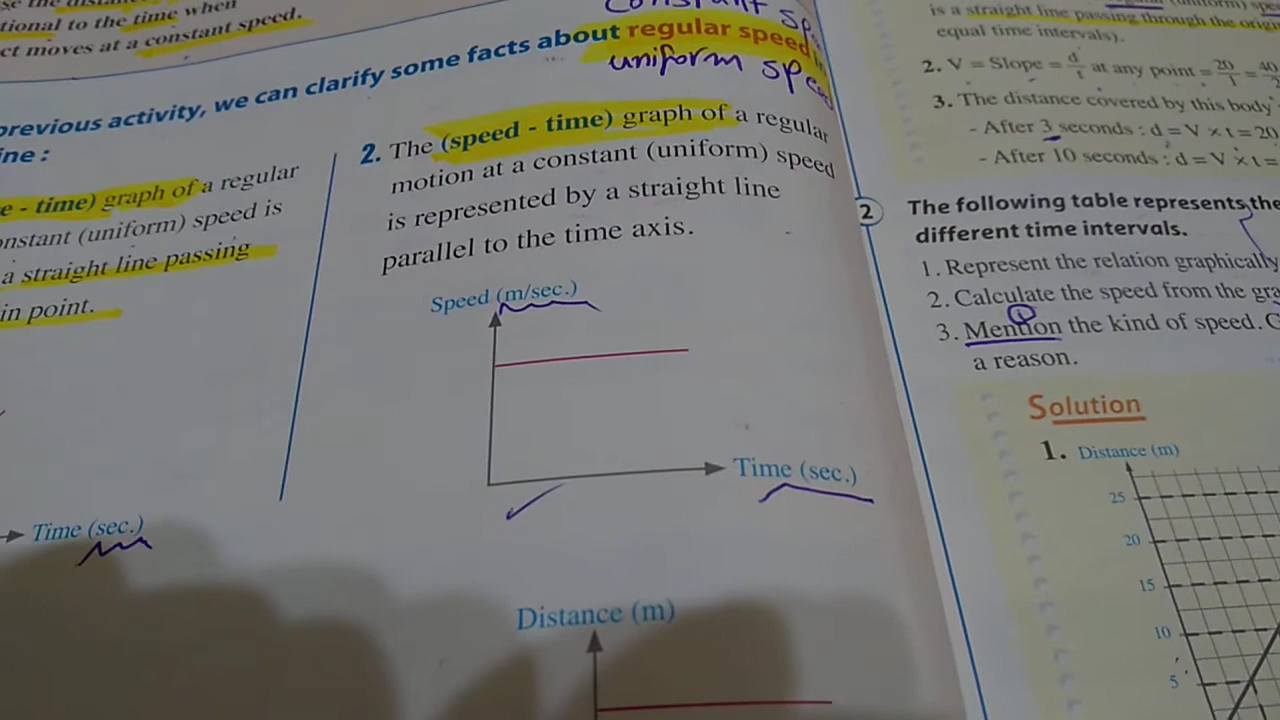 tional to the time when
ct moves at a constant speed.
previous activity, we can clarify some facts about regular speed
uniform speed
ine :
e - time) graph of a regular
onstant (uniform) speed is
a straight line passing
in point.
Time (sec.)
2. The (speed - time) graph of a regular
motion at a constant (uniform) speed
is represented by a straight line
parallel to the time axis.
Speed (m/sec.)
Time (sec.)
Distance (m)
is a straight line passing through the origin
equal time intervals).
2. V = Slope = d/t at any point = 20/1 = 40
3. The distance covered by this body
- After 3 seconds : d = V × t = 20
- After 10 seconds : d = V × t =
2 The following table represents the
different time intervals.
1. Represent the relation graphically
2. Calculate the speed from the gra
3. Mention the kind of speed. G
a reason.
Solution
1. Distance (m)
25
20
15
10
5